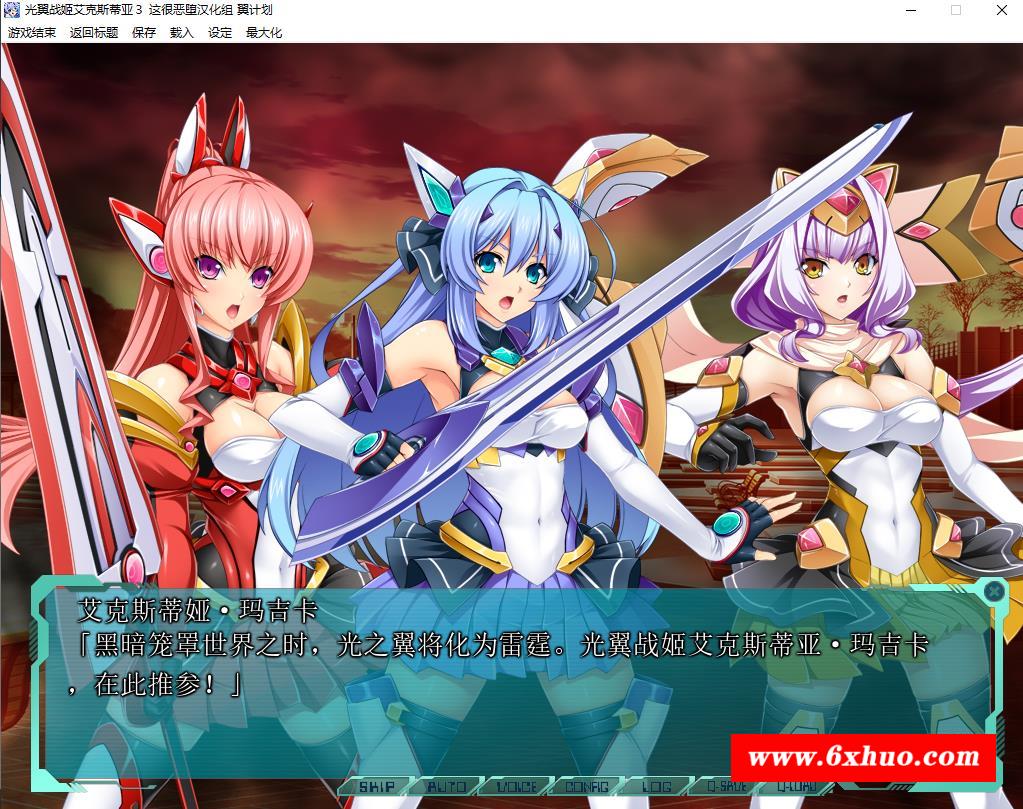 光翼战姬艾克斯蒂亚３ 这很恶堕汉化组 翼计划
游戏结束 返回标题 保存 载入 设定 最大化
艾克斯蒂娅·玛吉卡
「黑暗笼罩世界之时，光之翼将化为雷霆。光翼战姬艾克斯蒂亚·玛吉卡
，在此推参！」
www.6xhuo.com
SKIP AUTO VOICE CONFIG LOG Q-SAVE Q-LOAD